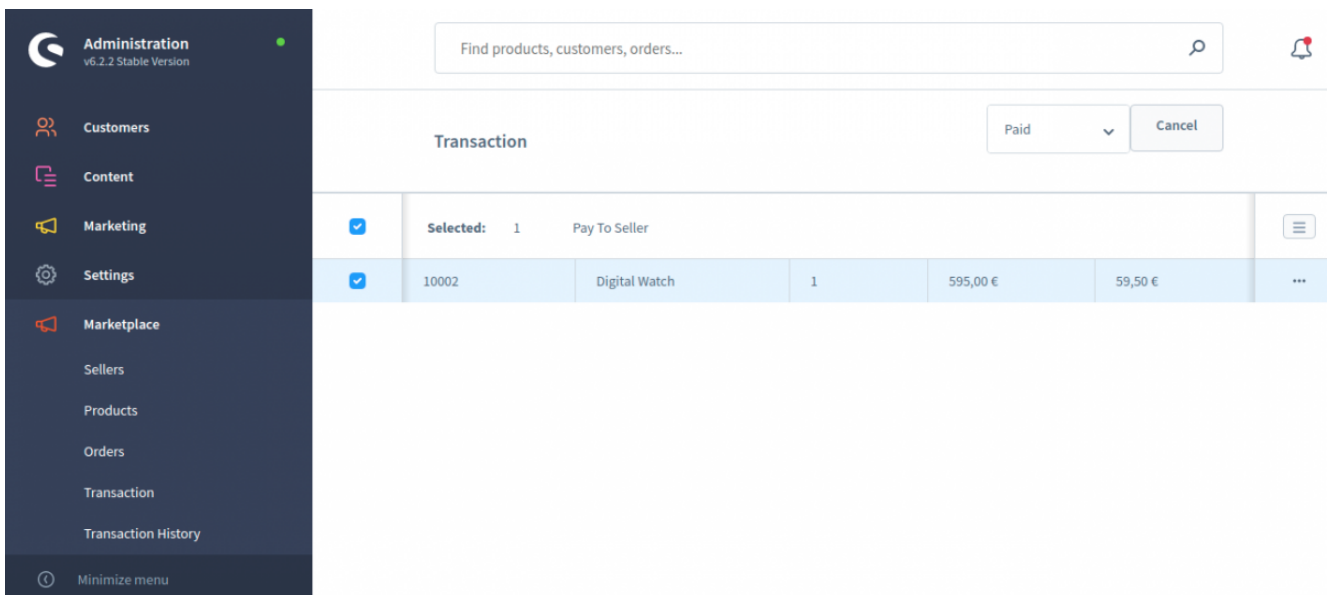 Administration
v6.2.2 Stable Version
Customers
Content
Marketing
Settings
Marketplace
Sellers
Products
Orders
Transaction
Transaction History
Minimize menu
Find products, customers, orders...
Transaction
Paid
Cancel
Selected: 1 Pay To Seller
10002 Digital Watch 1 595,00 € 59,50 €